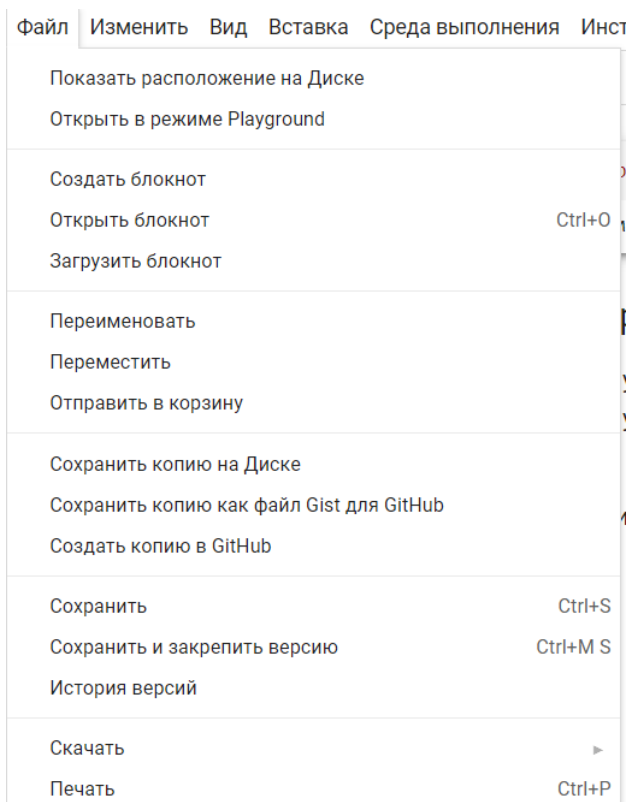 Файл Изменить Вид Вставка Среда выполнения
Показать расположение на Диске
Открыть в режиме Playground
Создать блокнот
Открыть блокнот Ctrl+O
Загрузить блокнот
Переименовать
Переместить
Отправить в корзину
Сохранить копию на Диске
Сохранить копию как файл Gist для GitHub
Создать копию в GitHub
Сохранить Ctrl+S
Сохранить и закрепить версию Ctrl+M S
История версий
Скачать
Печать Ctrl+P